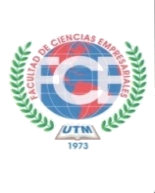 FACULTAD DE CIENCIAS EMPRESARIALES
FCE
UTM
1973